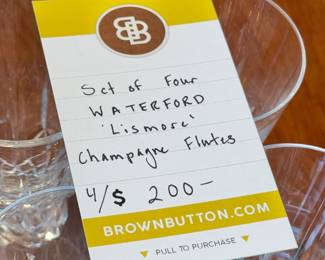 BB
Set of Four
WATERFORD
'Lismore'
Champagne Flutes
4/$ 200-
BROWNBUTTON.COM
▼ PULL TO PURCHASE ▼